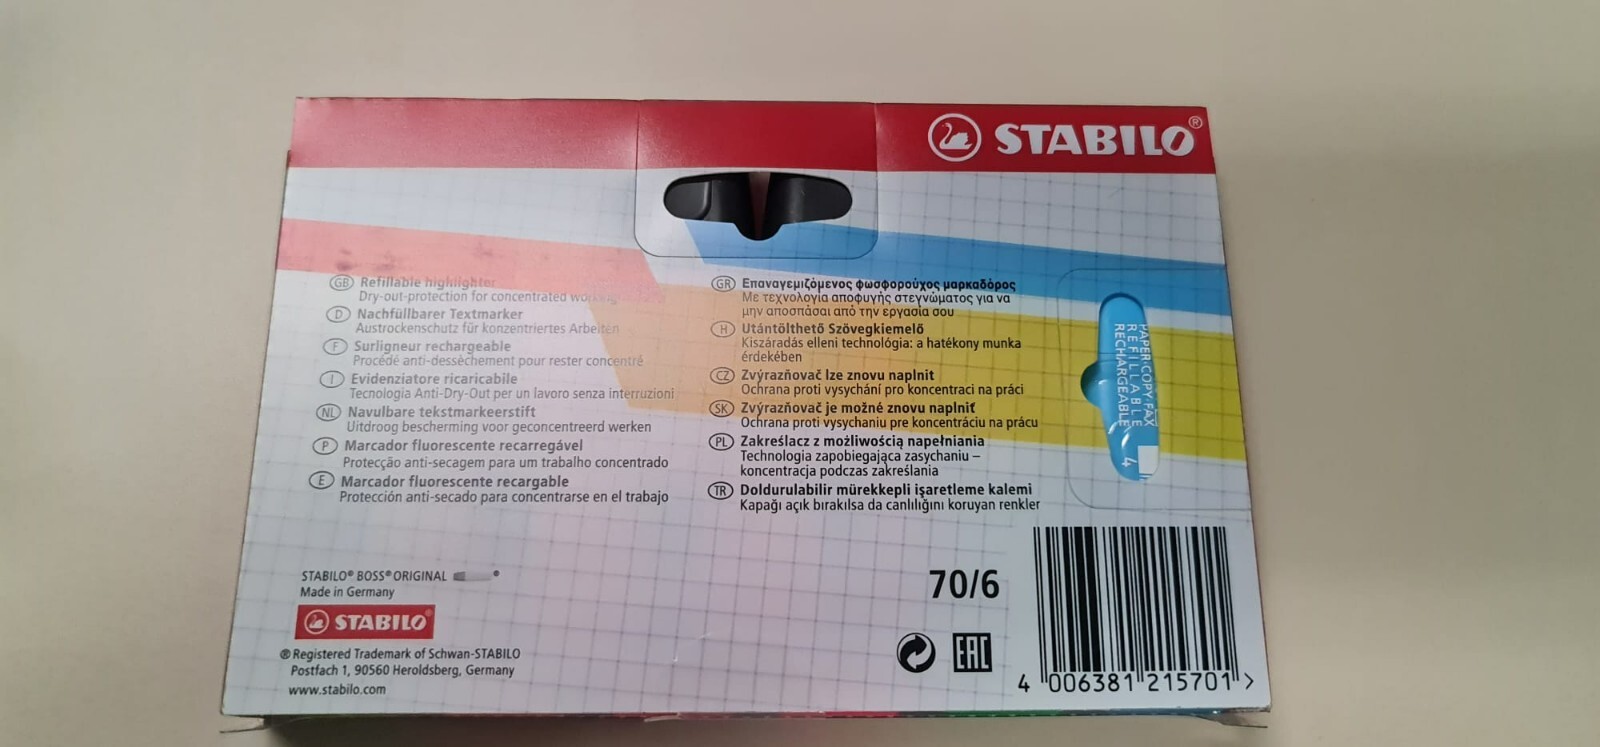 STABILO®
GB Refillable highlighter
Dry-out-protection for concentrated working
D Nachfüllbarer Textmarker
Austrockenschutz für konzentriertes Arbeiten
F Surligneur rechargeable
Procédé anti-dessèchement pour rester concentré
I Evidenziatore ricaricabile
Tecnologia Anti-Dry-Out per un lavoro senza interruzioni
NL Navulbare tekstmarkeerstift
Uitdroog bescherming voor geconcentreerd werken
P Marcador fluorescente recarregável
Protecção anti-secagem para um trabalho concentrado
E Marcador fluorescente recargable
Protección anti-secado para concentrarse en el trabajo
GR Επαναγεμιζόμενος φωσφορούχος μαρκαδόρος
Με τεχνολογία αποφυγής στεγνώματος για να
μην αποσπάσαι από την εργασία σου
H Utántölthető Szövegkiemelő
Kiszáradás elleni technológia: a hatékony munka
érdekében
CZ Zvýrazňovač lze znovu naplnit
Ochrana proti vysychání pro koncentraci na práci
SK Zvýrazňovač je možné znovu naplniť
Ochrana proti vysychaniu pre koncentráciu na prácu
PL Zakreślacz z możliwością napełniania
Technologia zapobiegająca zasychaniu –
koncentracja podczas zakreślania
TR Doldurulabilir mürekkepli işaretleme kalemi
Kapağı açık bırakılsa da canlılığını koruyan renkler
PAPER-COPY-FAX
REFILLABLE
RECHARGEABLE
4
STABILO® BOSS® ORIGINAL
Made in Germany
STABILO®
® Registered Trademark of Schwan-STABILO
Postfach 1, 90560 Heroldsberg, Germany
www.stabilo.com
70/6
EAC
4 006381 215701 >